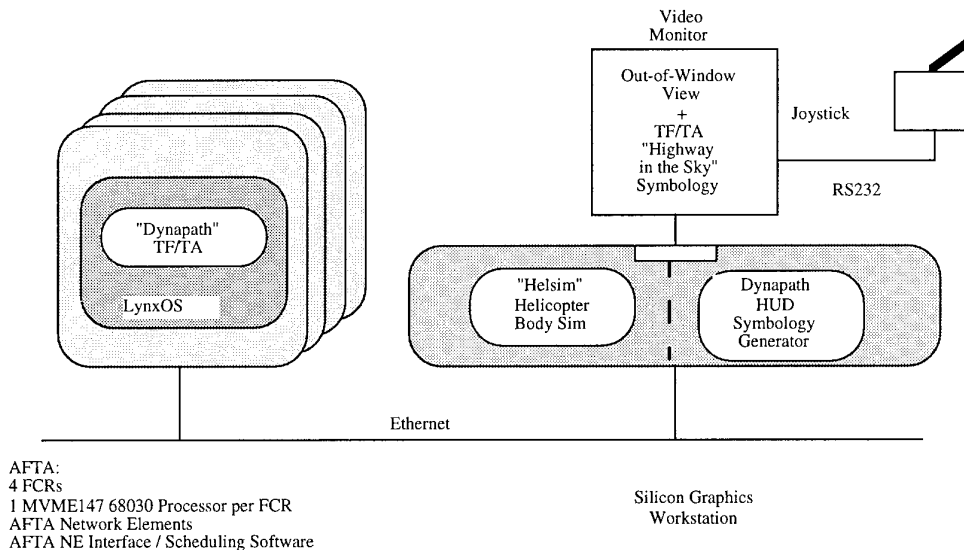 Video
Monitor
Out-of-Window
View
+
TF/TA
"Highway
in the Sky"
Symbology
Joystick
RS232
"Dynapath"
TF/TA
LynxOS
"Helsim"
Helicopter
Body Sim
Dynapath
HUD
Symbology
Generator
Ethernet
AFTA:
4 FCRs
1 MVME147 68030 Processor per FCR
AFTA Network Elements
AFTA NE Interface / Scheduling Software
Silicon Graphics
Workstation